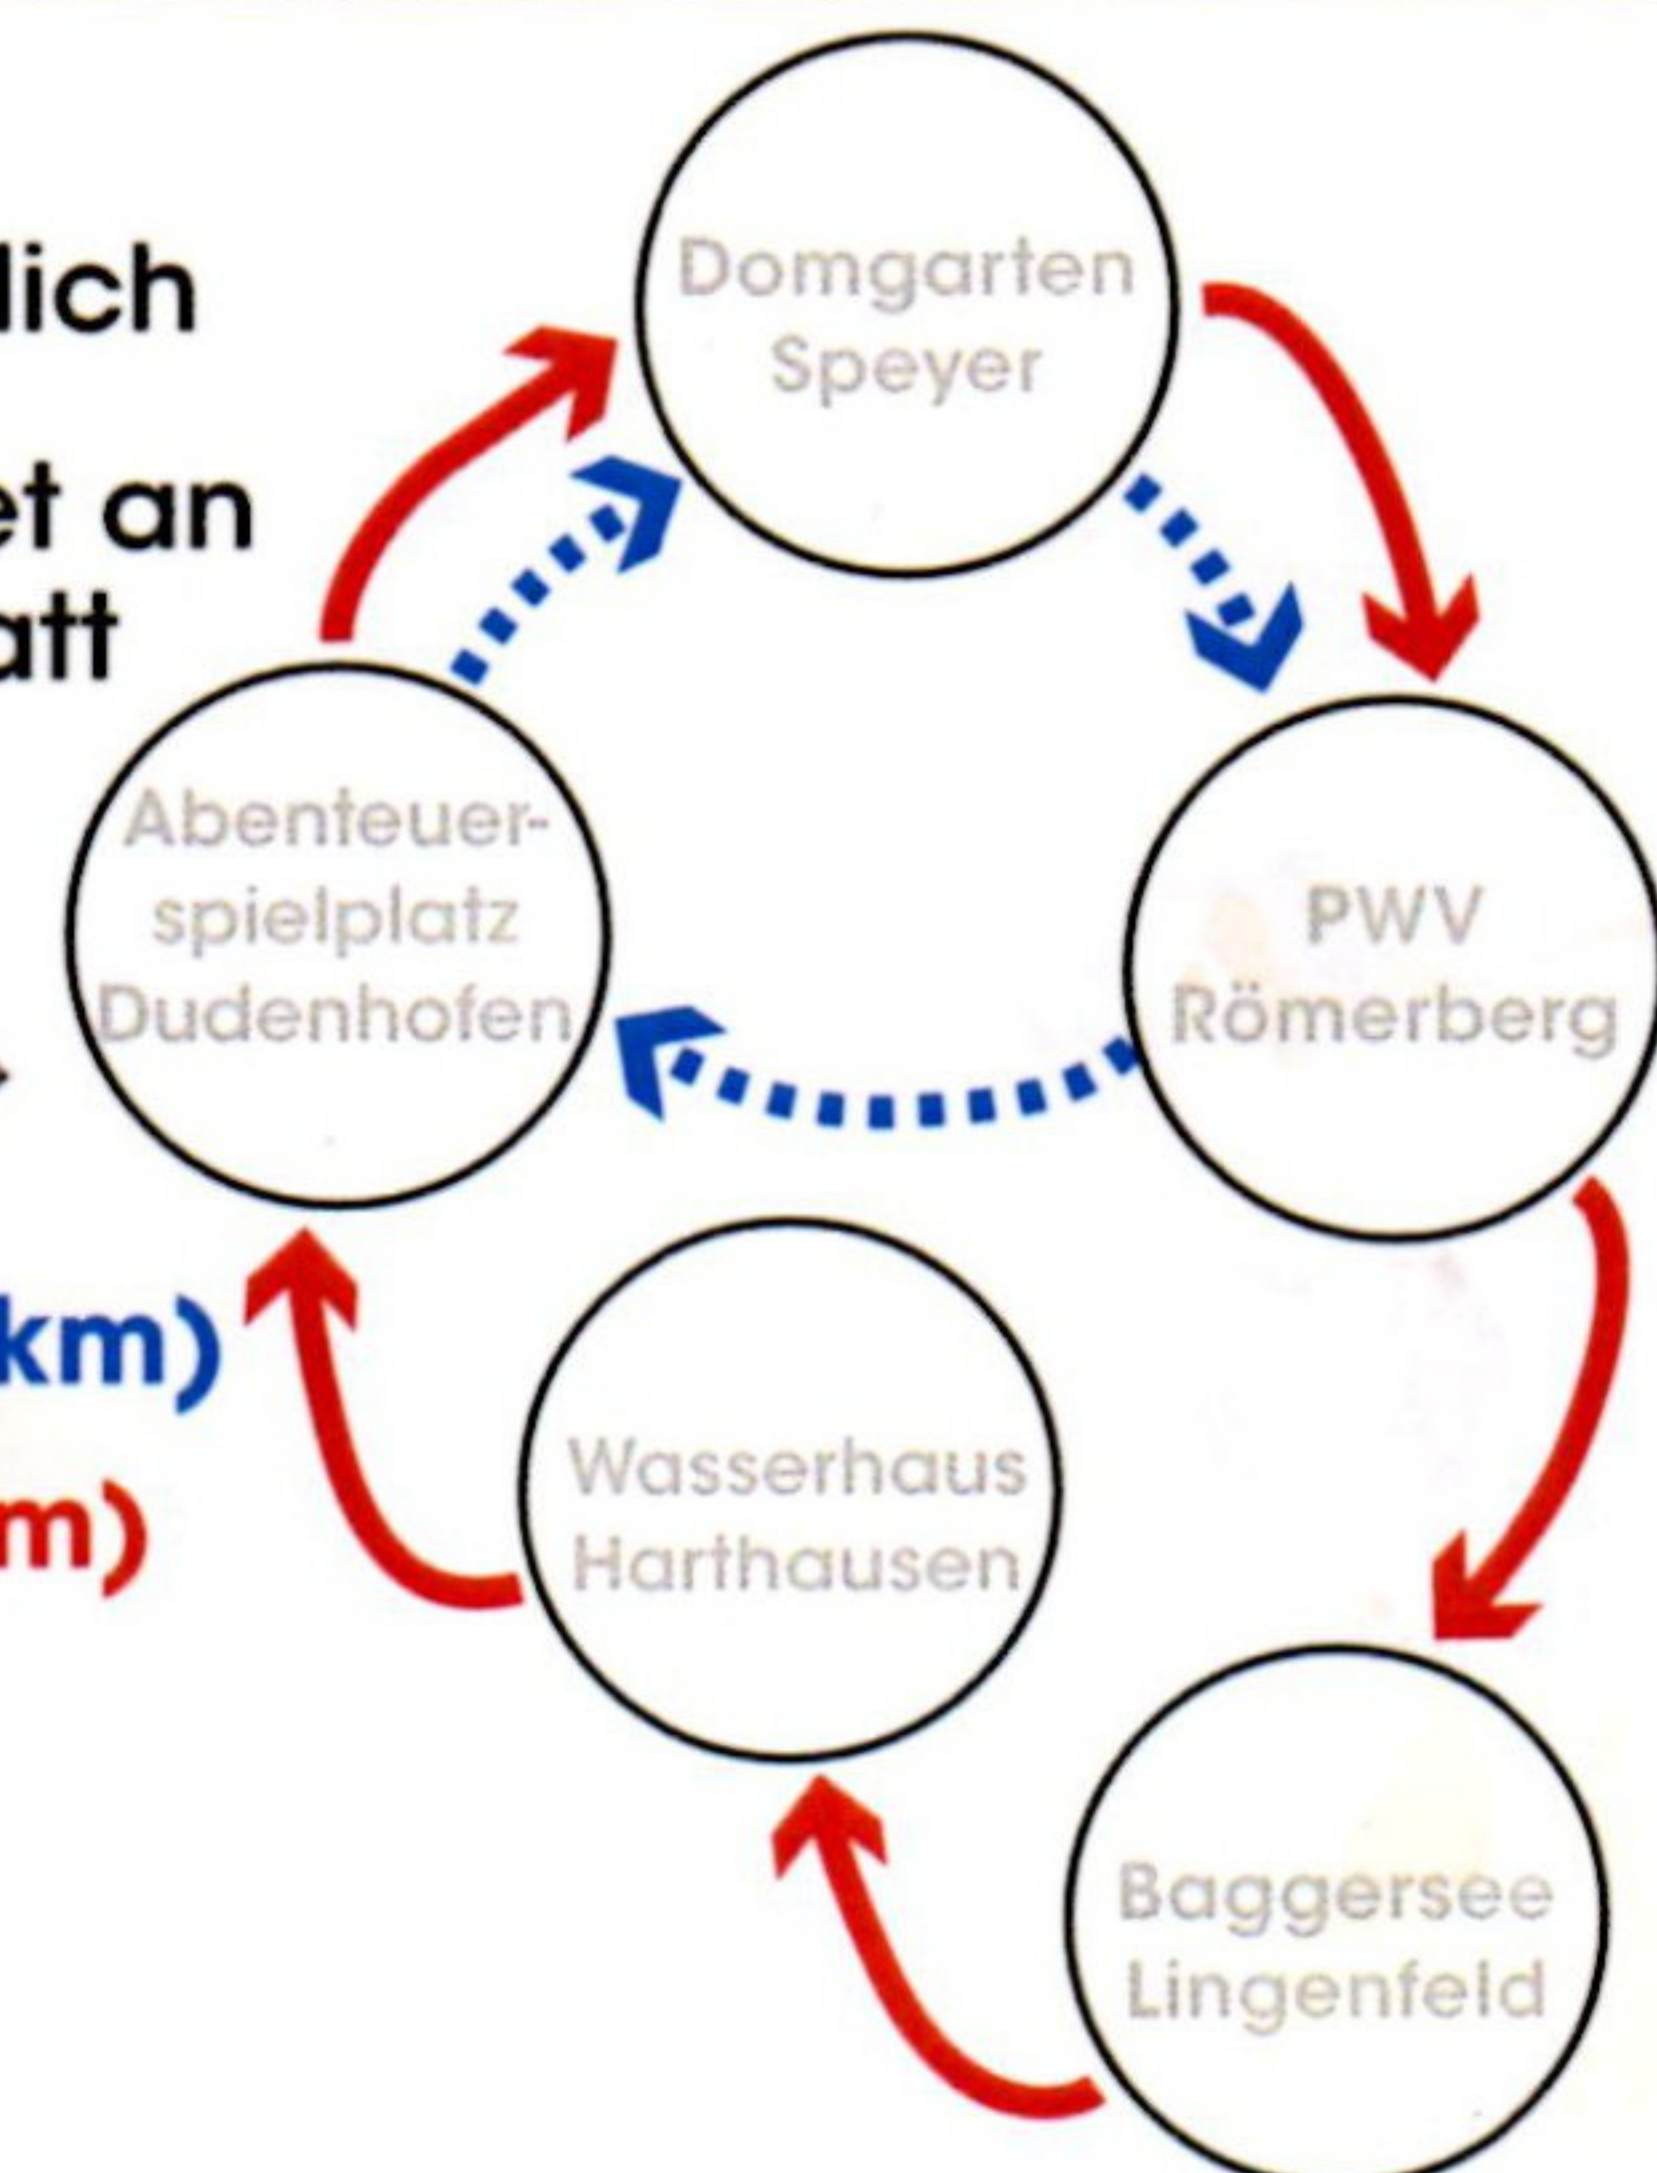 lich
et an
att
km)
m)
Domgarten
Speyer
Abenteuer-
spielplatz
Dudenhofen
PWV
Römerberg
Wasserhaus
Harthausen
Baggersee
Lingenfeld